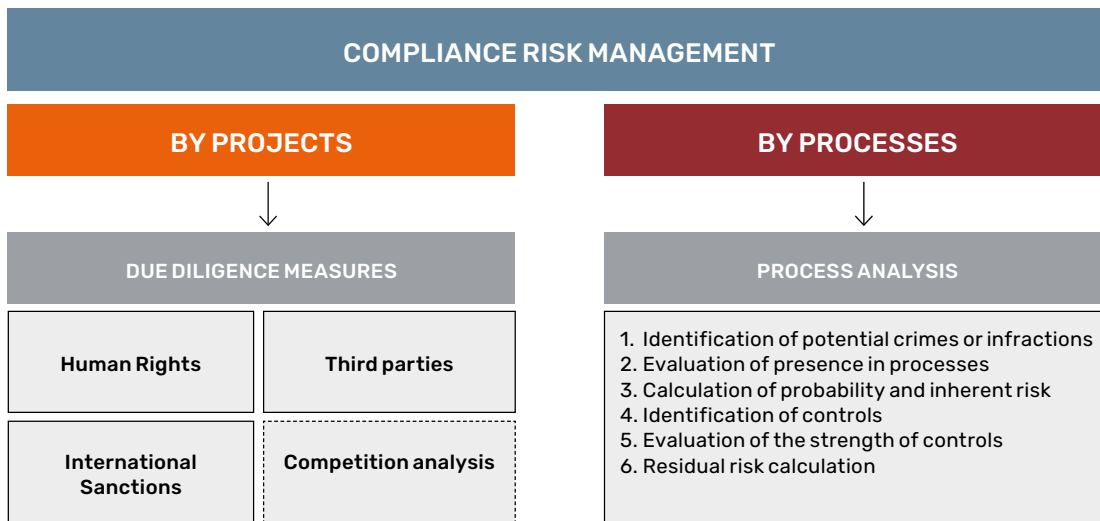 COMPLIANCE RISK MANAGEMENT
BY PROJECTS
DUE DILIGENCE MEASURES
Human Rights
Third parties
International
Sanctions
Competition analysis
BY PROCESSES
PROCESS ANALYSIS
1. Identification of potential crimes or infractions
2. Evaluation of presence in processes
3. Calculation of probability and inherent risk
4. Identification of controls
5. Evaluation of the strength of controls
6. Residual risk calculation